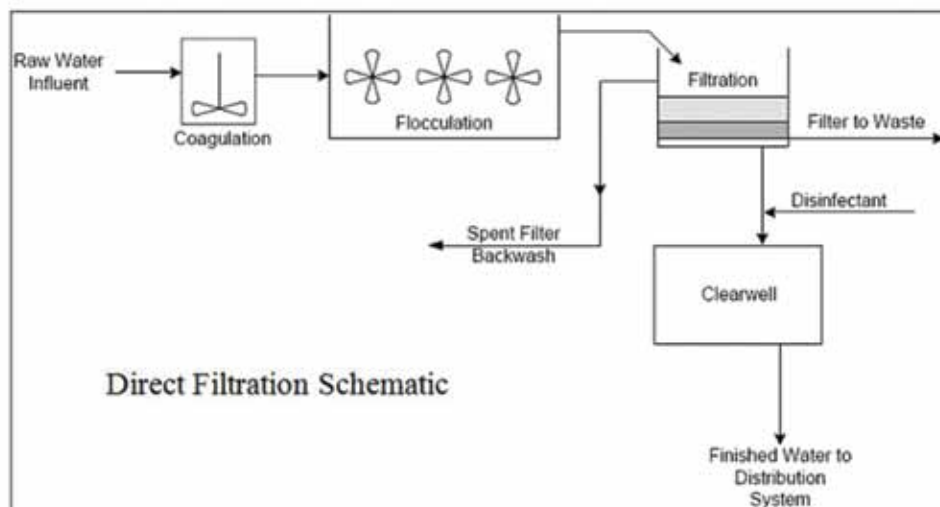 Raw Water
Influent
Coagulation
Flocculation
Filtration
Filter to Waste
Disinfectant
Spent Filter
Backwash
Clearwell
Direct Filtration Schematic
Finished Water to
Distribution
System